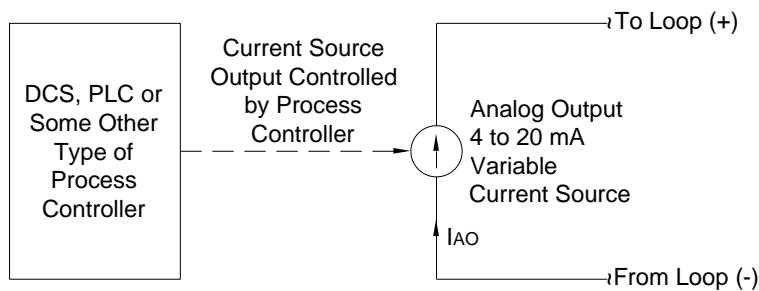 DCS, PLC or
Some Other
Type of
Process
Controller
Current Source
Output Controlled
by Process
Controller
To Loop (+)
Analog Output
4 to 20 mA
Variable
Current Source
IAO
From Loop (-)